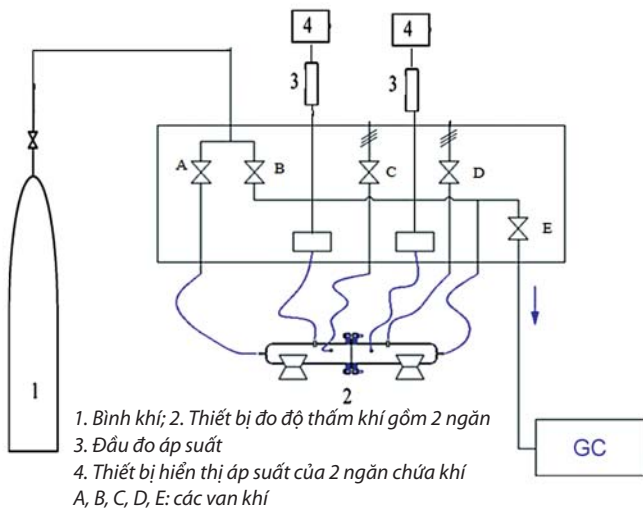 4 4
3 3
A B C D
E
1
2
GC
1. Bình khí; 2. Thiết bị đo độ thấm khí gồm 2 ngăn
3. Đầu đo áp suất
4. Thiết bị hiển thị áp suất của 2 ngăn chứa khí
A, B, C, D, E: các van khí